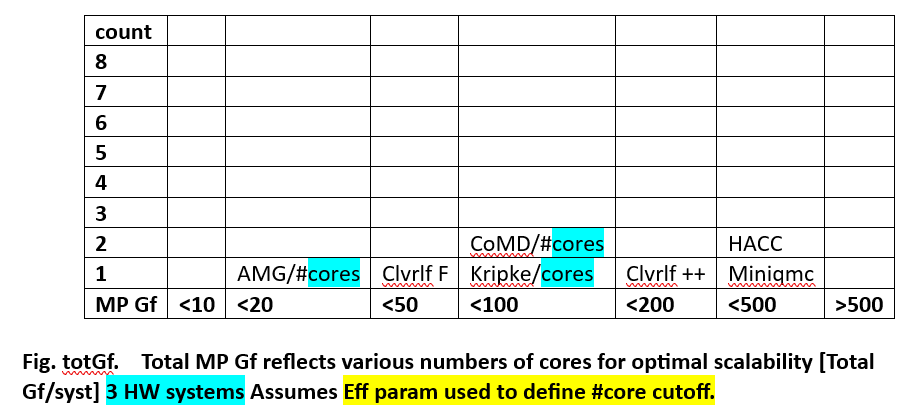 count
8
7
6
5
4
3
2 CoMD/#cores HACC
1 AMG/#cores Clvrlf F Kripke/cores Clvrlf ++ Miniqmc
MP Gf <10 <20 <50 <100 <200 <500 >500
Fig. totGf. Total MP Gf reflects various numbers of cores for optimal scalability [Total
Gf/syst] 3 HW systems Assumes Eff param used to define #core cutoff.